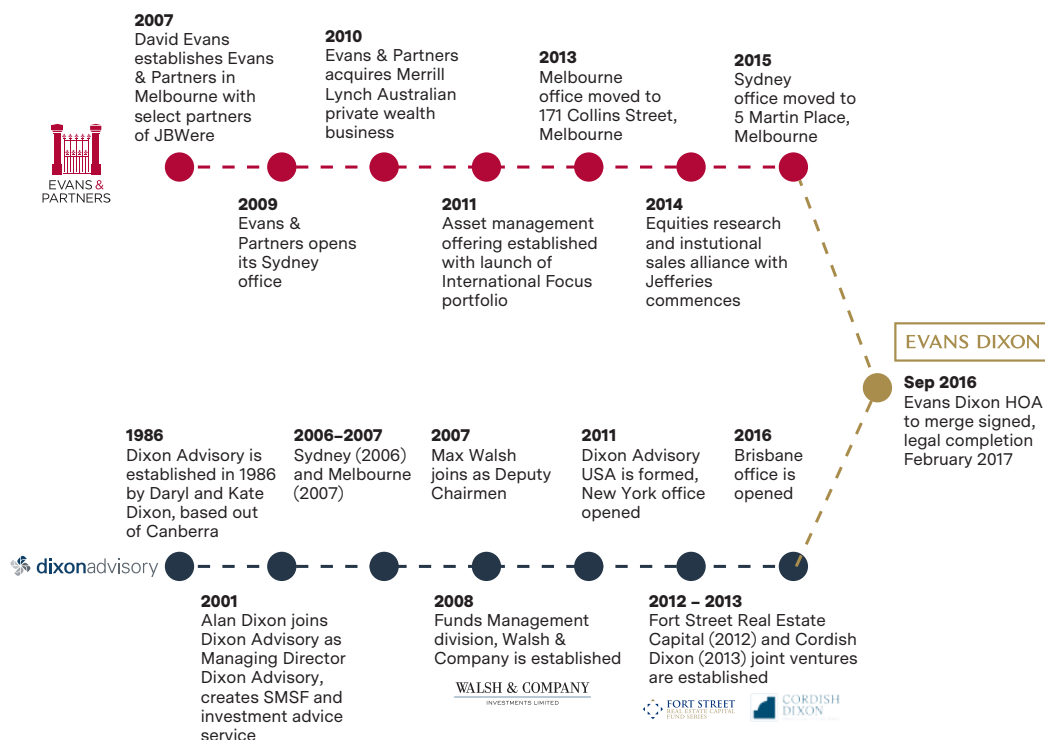 2007
David Evans
establishes Evans
& Partners in
Melbourne with
select partners
of JBWere
2010
Evans & Partners
acquires Merrill
Lynch Australian
private wealth
business
2013
Melbourne
office moved to
171 Collins Street,
Melbourne
2015
Sydney
office moved to
5 Martin Place,
Melbourne
EVANS &
PARTNERS
2009
Evans &
Partners opens
its Sydney
office
2011
Asset management
offering established
with launch of
International Focus
portfolio
2014
Equities research
and instutional
sales alliance with
Jefferies
commences
EVANS DIXON
Sep 2016
Evans Dixon HOA
to merge signed,
legal completion
February 2017
1986
Dixon Advisory is
established in 1986
by Daryl and Kate
Dixon, based out
of Canberra
2006–2007
Sydney (2006)
and Melbourne
(2007)
2007
Max Walsh
joins as Deputy
Chairmen
2011
Dixon Advisory
USA is formed,
New York office
opened
2016
Brisbane
office is
opened
dixonadvisory
2001
Alan Dixon joins
Dixon Advisory as
Managing Director
Dixon Advisory,
creates SMSF and
investment advice
service
2008
Funds Management
division, Walsh &
Company is established
WALSH & COMPANY
INVESTMENTS LIMITED
2012 – 2013
Fort Street Real Estate
Capital (2012) and Cordish
Dixon (2013) joint ventures
are established
FORT STREET
REAL ESTATE CAPITAL
FUND SERIES
CORDISH
DIXON